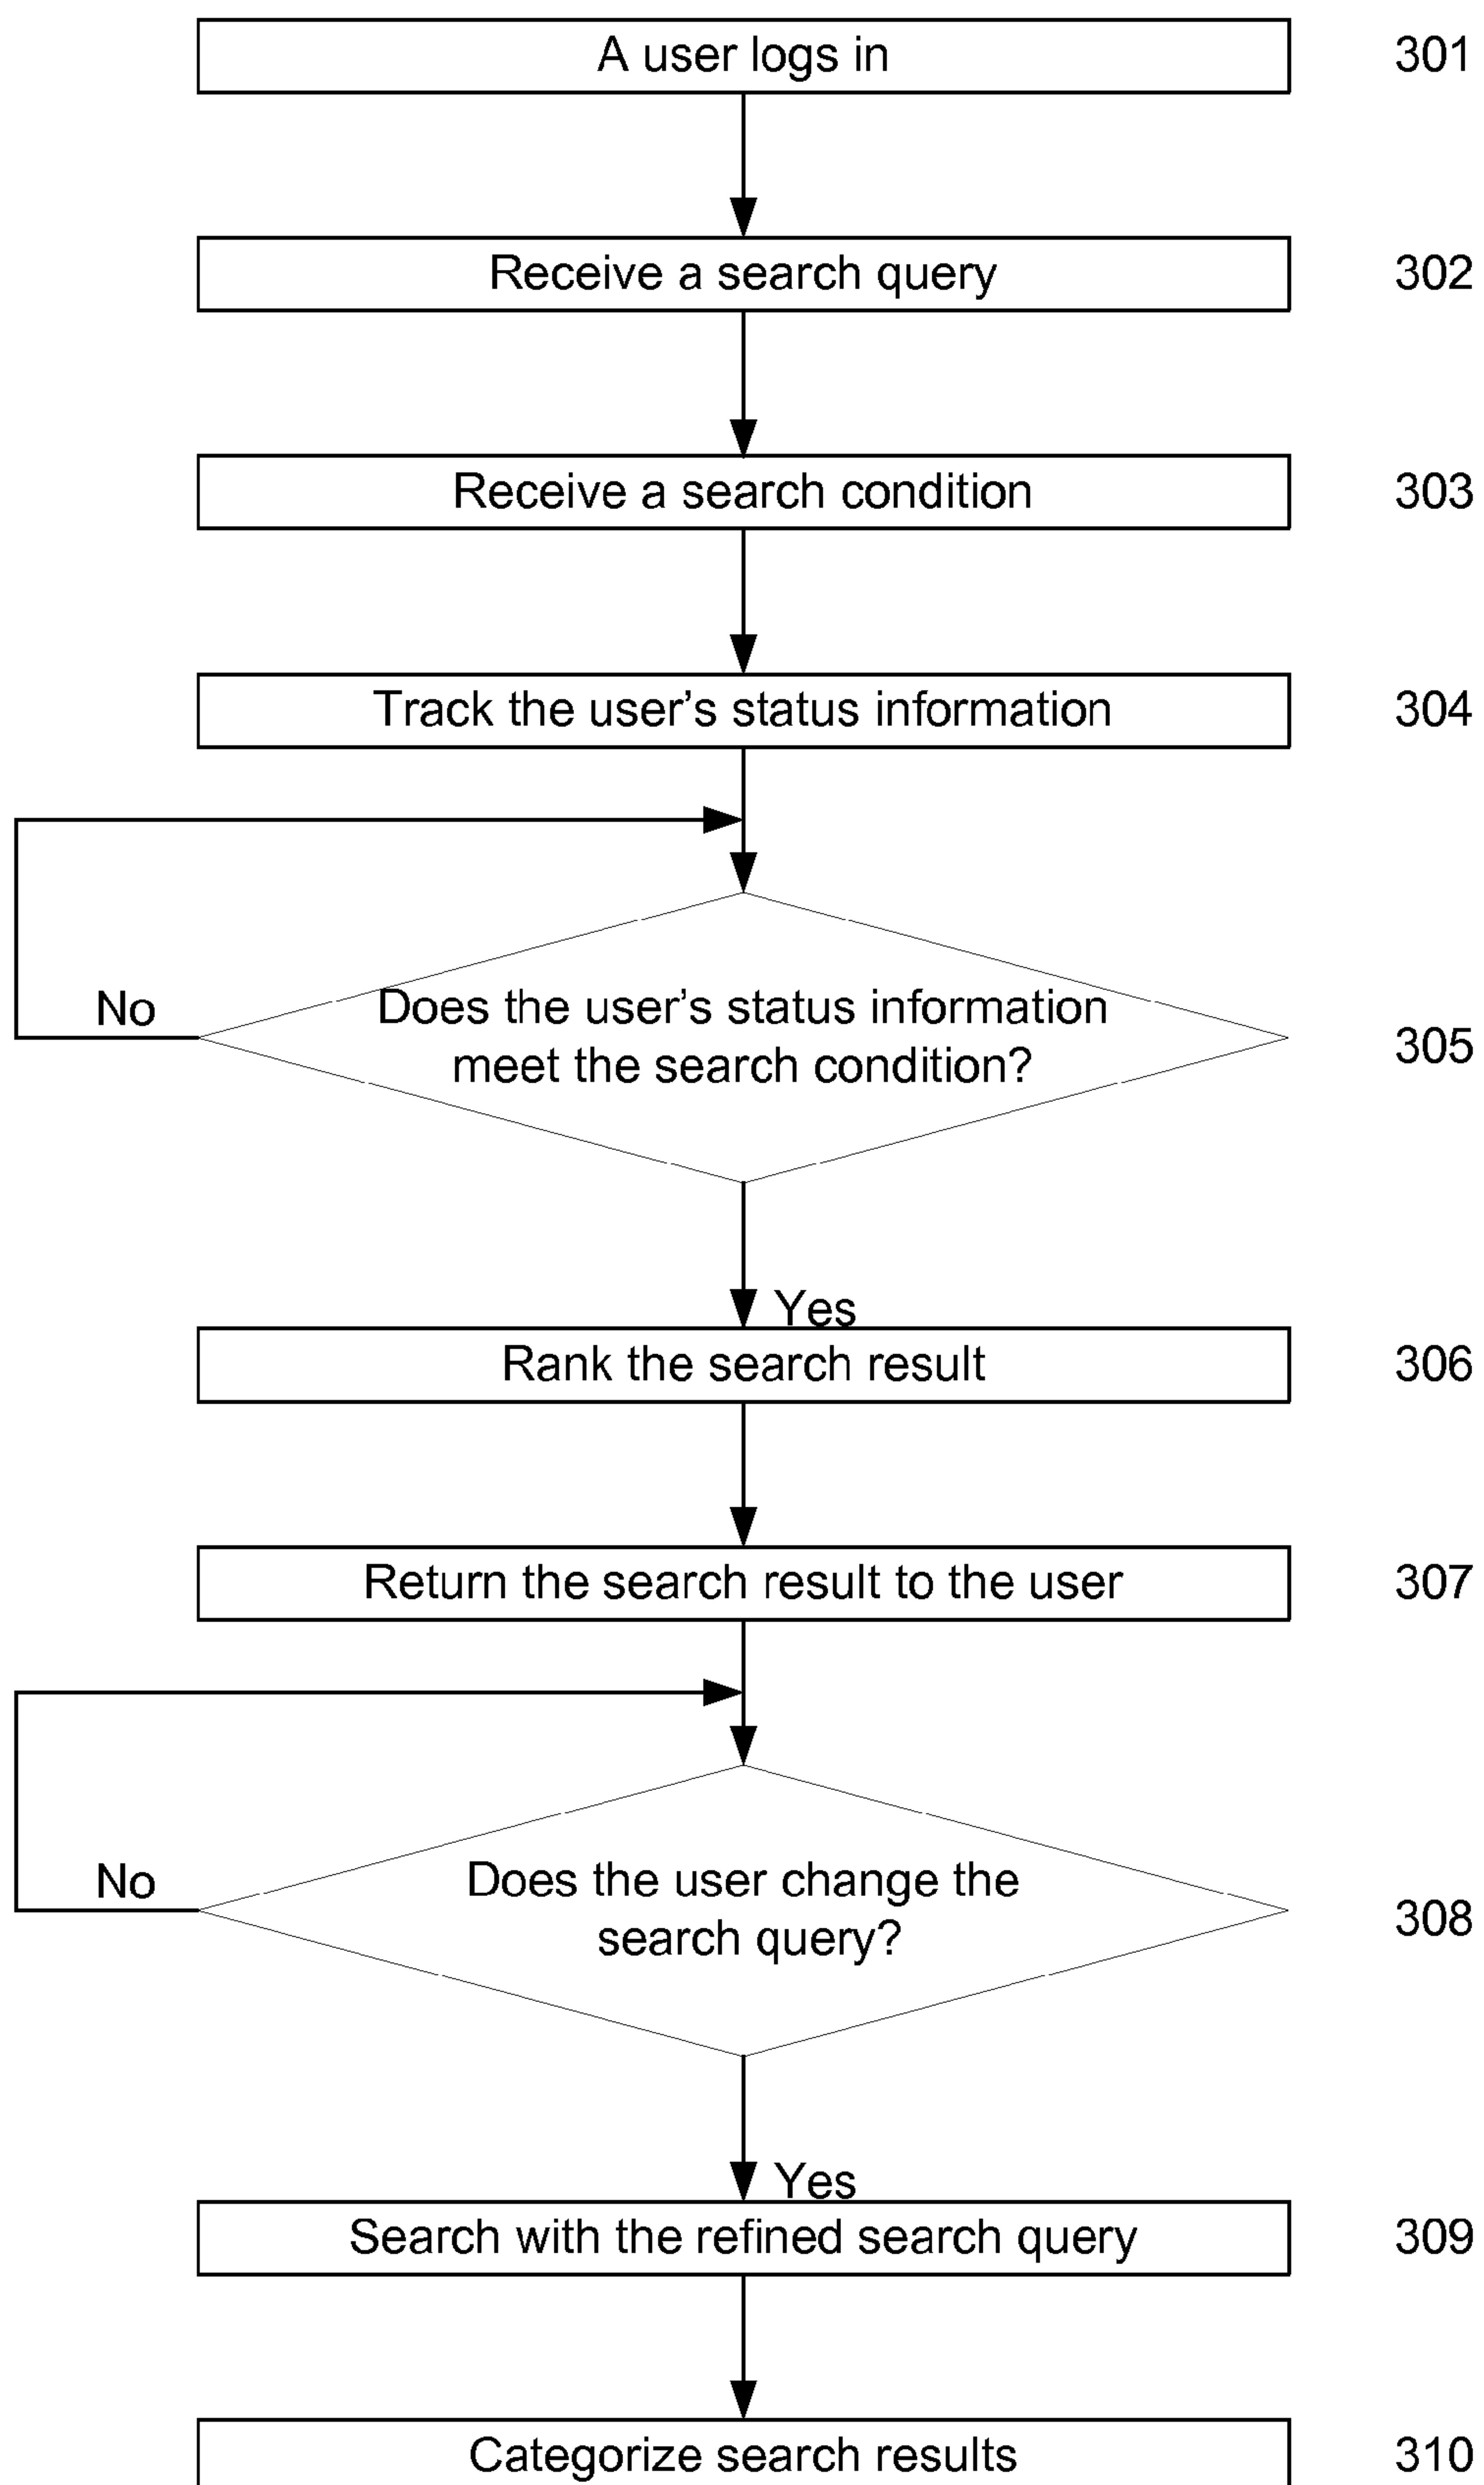 A user logs in 301
Receive a search query 302
Receive a search condition 303
Track the user's status information 304
No
Does the user's status information
meet the search condition?
305
Yes
Rank the search result 306
Return the search result to the user 307
No
Does the user change the
search query?
308
Yes
Search with the refined search query 309
Categorize search results 310